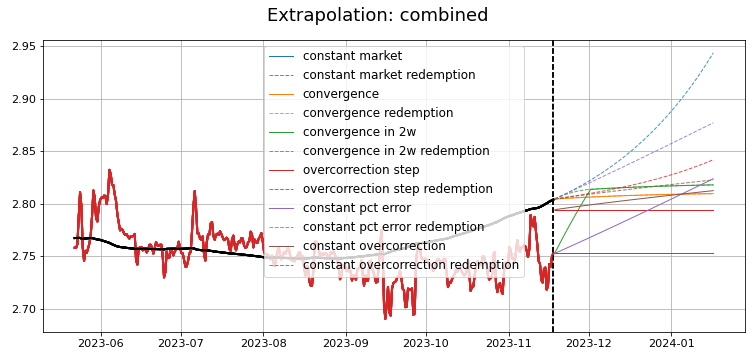 Extrapolation: combined
2.95
2.90
2.85
2.80
2.75
2.70
constant market
constant market redemption
convergence
convergence redemption
convergence in 2w
convergence in 2w redemption
overcorrection step
overcorrection step redemption
constant pct error
constant pct error redemption
constant overcorrection
constant overcorrection redemption
2023-06 2023-07 2023-08 2023-09 2023-10 2023-11 2023-12 2024-01